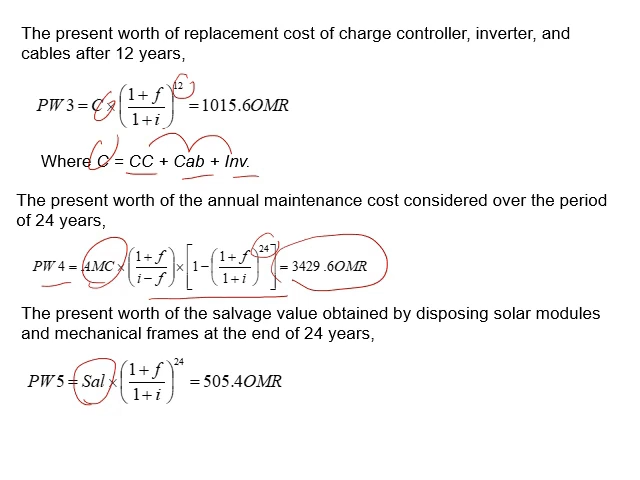 The present worth of replacement cost of charge controller, inverter, and
cables after 12 years,
PW3 = C × ((1+f)/(1+i))^12 = 1015.6OMR
Where C = CC + Cab + Inv.
The present worth of the annual maintenance cost considered over the period
of 24 years,
PW4 = AMC × ((1+f)/(i−f)) × [1−((1+f)/(1+i))^24] = 3429.6OMR
The present worth of the salvage value obtained by disposing solar modules
and mechanical frames at the end of 24 years,
PW5 = Sal × ((1+f)/(1+i))^24 = 505.4OMR